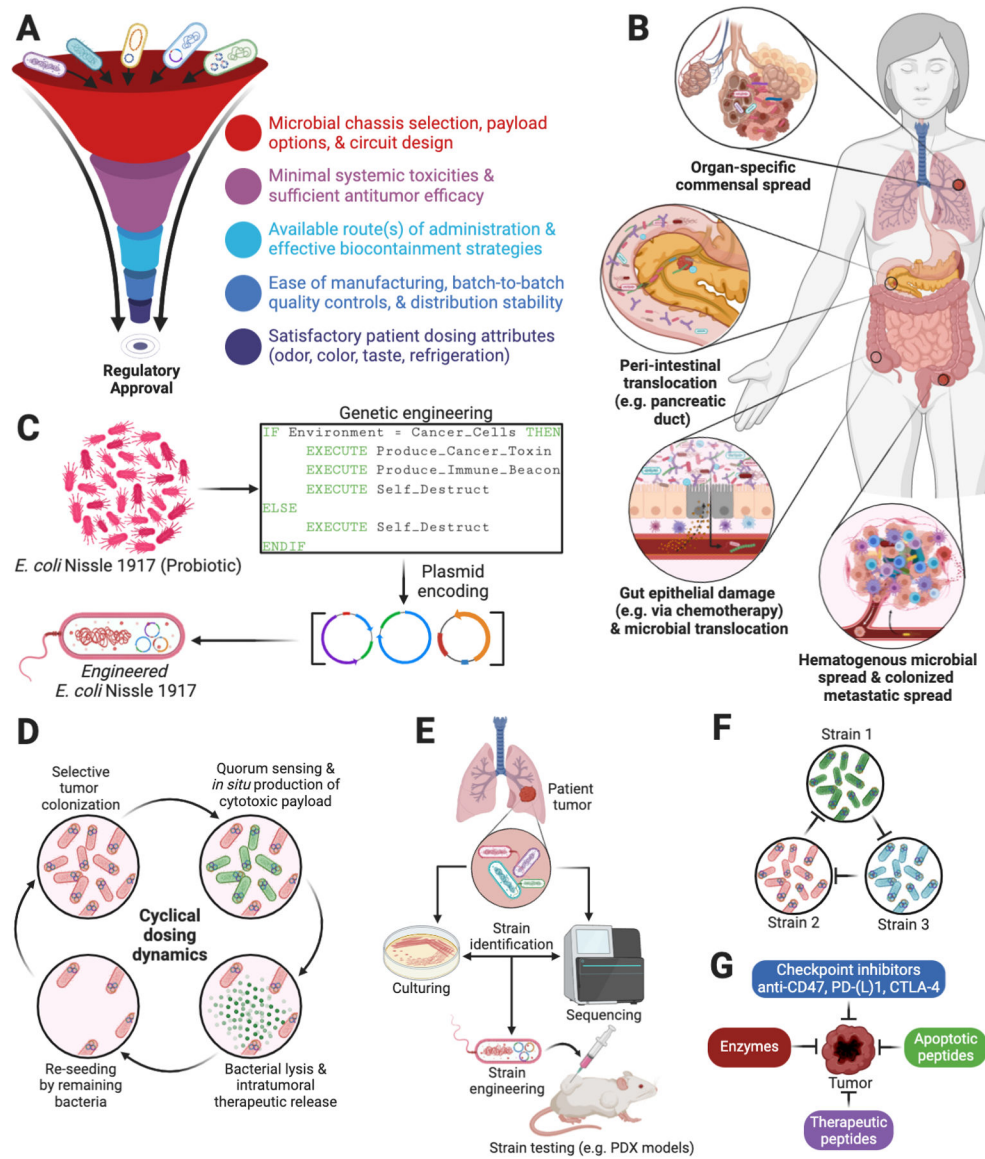 A
Microbial chassis selection, payload
options, & circuit design
Minimal systemic toxicities &
sufficient antitumor efficacy
Available route(s) of administration &
effective biocontainment strategies
Ease of manufacturing, batch-to-batch
quality controls, & distribution stability
Satisfactory patient dosing attributes
(odor, color, taste, refrigeration)
Regulatory
Approval
B
Organ-specific
commensal spread
Peri-intestinal
translocation
(e.g. pancreatic
duct)
Gut epithelial damage
(e.g. via chemotherapy)
& microbial translocation
Hematogenous microbial
spread & colonized
metastatic spread
C
Genetic engineering
IF Environment = Cancer_Cells THEN
EXECUTE Produce_Cancer_Toxin
EXECUTE Produce_Immune_Beacon
EXECUTE Self_Destruct
ELSE
EXECUTE Self_Destruct
ENDIF
E. coli Nissle 1917 (Probiotic)
Plasmid
encoding
Engineered
E. coli Nissle 1917
D
Selective
tumor
colonization
Quorum sensing &
in situ production of
cytotoxic payload
Cyclical
dosing
dynamics
Re-seeding
by remaining
bacteria
Bacterial lysis &
intratumoral
therapeutic release
E
Patient
tumor
Strain
identification
Culturing
Sequencing
Strain
engineering
Strain testing (e.g. PDX models)
F
Strain 1
Strain 2
Strain 3
G
Checkpoint inhibitors
anti-CD47, PD-(L)1, CTLA-4
Enzymes
Apoptotic
peptides
Tumor
Therapeutic
peptides